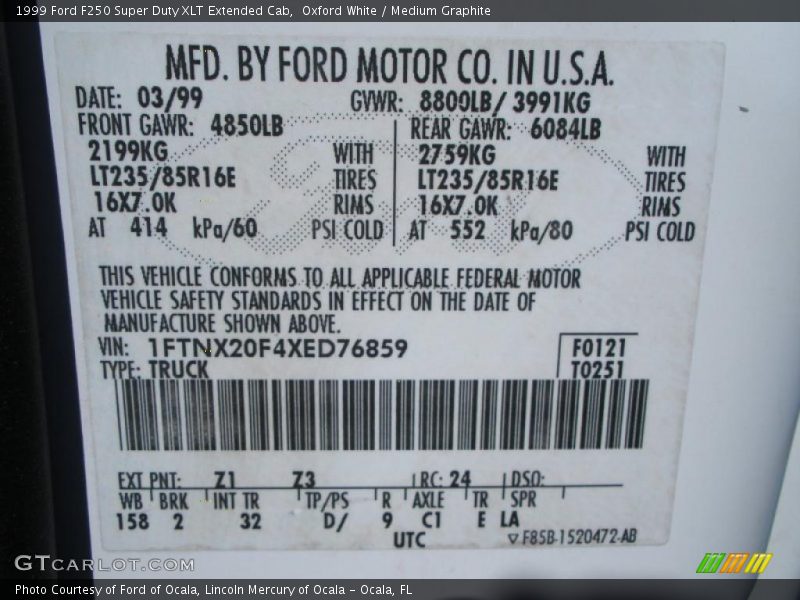 1999 Ford F250 Super Duty XLT Extended Cab, Oxford White / Medium Graphite
MFD. BY FORD MOTOR CO. IN U.S.A.
DATE: 03/99 GVWR: 8800LB/ 3991KG
FRONT GAWR: 4850LB REAR GAWR: 6084LB
2199KG WITH 2759KG WITH
LT235/85R16E TIRES LT235/85R16E TIRES
16X7.0K RIMS 16X7.0K RIMS
AT 414 kPa/60 PSI COLD AT 552 kPa/80 PSI COLD
THIS VEHICLE CONFORMS TO ALL APPLICABLE FEDERAL MOTOR
VEHICLE SAFETY STANDARDS IN EFFECT ON THE DATE OF
MANUFACTURE SHOWN ABOVE.
VIN: 1FTNX20F4XED76859 F0121
TYPE: TRUCK T0251
EXT PNT: Z1 Z3 RC: 24 DSO:
WB BRK INT TR TP/PS R AXLE TR SPR
158 2 32 D/ 9 C1 E LA
UTC F85B-1520472-AB
GTCARLOT.COM
Photo Courtesy of Ford of Ocala, Lincoln Mercury of Ocala - Ocala, FL